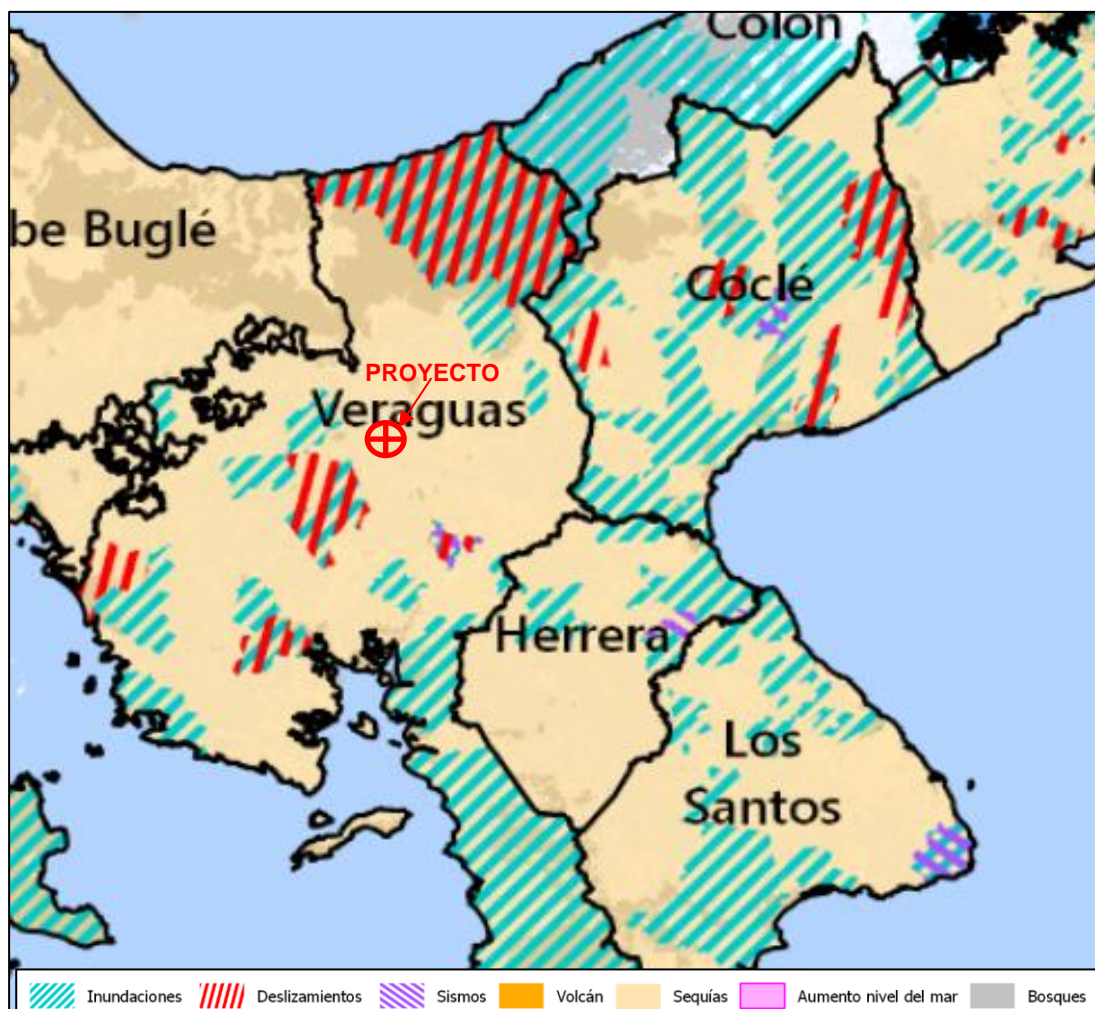 Colón
be Buglé
Coclé
PROYECTO
Veraguas
Herrera
Los
Santos
Inundaciones
Deslizamientos
Sismos
Volcán
Sequías
Aumento nivel del mar
Bosques